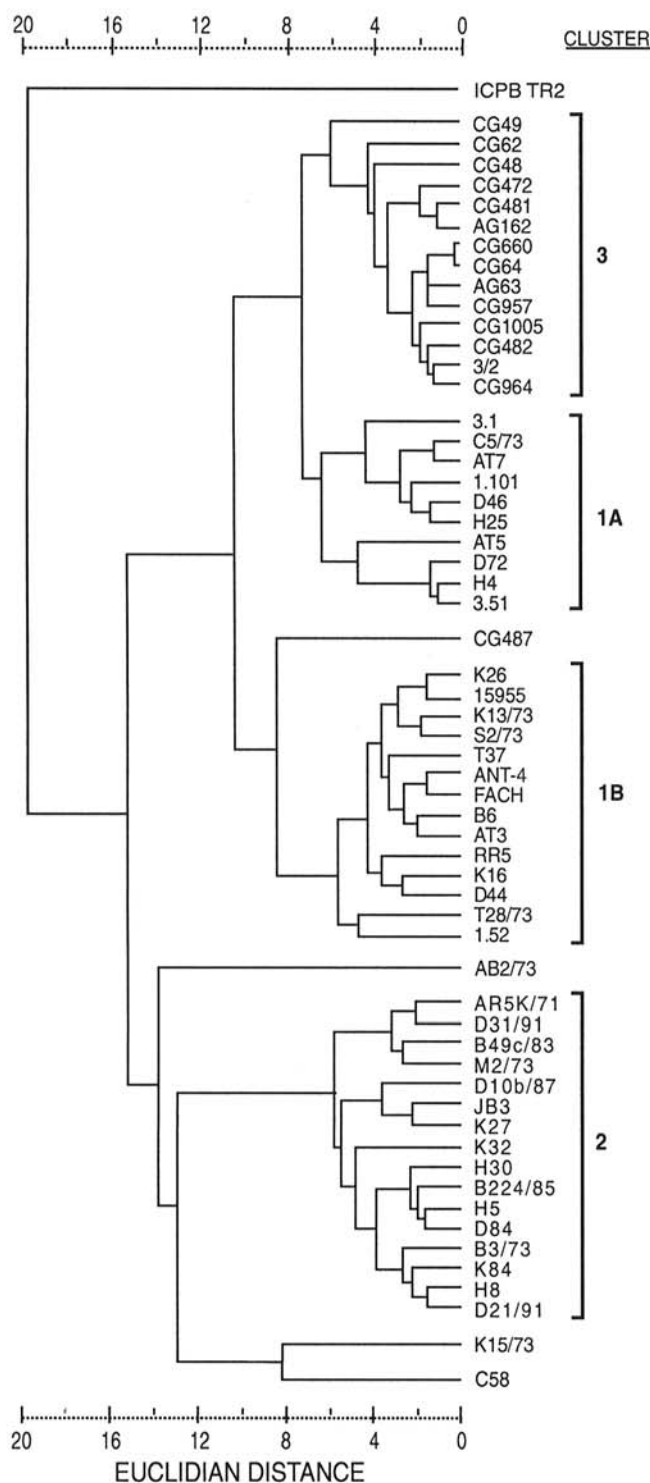 20 16 12 8 4 0
CLUSTER
ICPB TR2
CG49
CG62
CG48
CG472
CG481
AG162
CG660
CG64
3
AG63
CG957
CG1005
CG482
3/2
CG964
3.1
C5/73
AT7
1.101
D46
1A
H25
AT5
D72
H4
3.51
CG487
K26
15955
K13/73
S2/73
T37
ANT-4
1B
FACH
B6
AT3
RR5
K16
D44
T28/73
1.52
AB2/73
AR5K/71
D31/91
B49c/83
M2/73
D10b/87
JB3
K27
2
K32
H30
B224/85
H5
D84
B3/73
K84
H8
D21/91
K15/73
C58
20 16 12 8 4 0
EUCLIDIAN DISTANCE